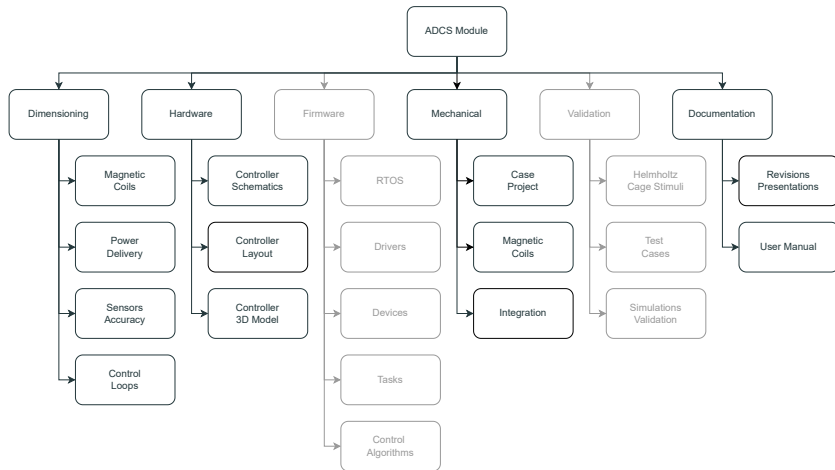 ADCS Module
Dimensioning
Hardware
Firmware
Mechanical
Validation
Documentation
Magnetic
Coils
Power
Delivery
Sensors
Accuracy
Control
Loops
Controller
Schematics
Controller
Layout
Controller
3D Model
RTOS
Drivers
Devices
Tasks
Control
Algorithms
Case
Project
Magnetic
Coils
Integration
Helmholtz
Cage Stimuli
Test
Cases
Simulations
Validation
Revisions
Presentations
User Manual